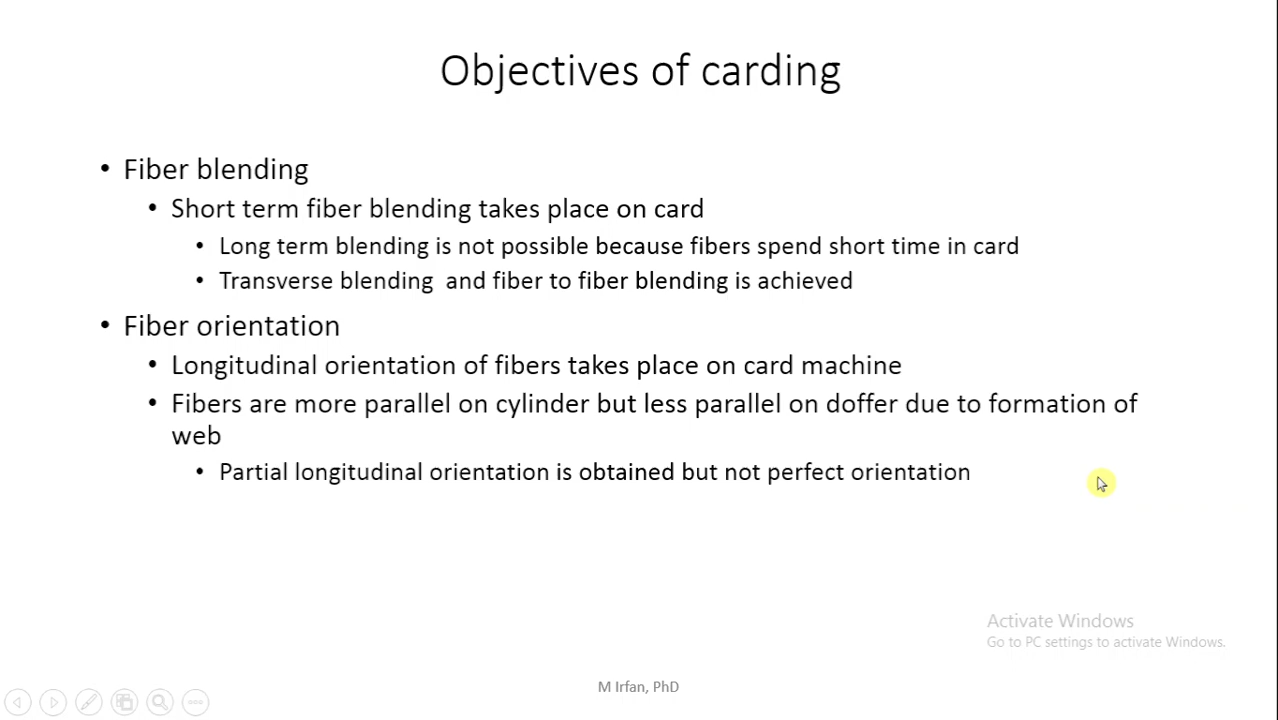 Objectives of carding
• Fiber blending
• Short term fiber blending takes place on card
• Long term blending is not possible because fibers spend short time in card
• Transverse blending  and fiber to fiber blending is achieved
• Fiber orientation
• Longitudinal orientation of fibers takes place on card machine
• Fibers are more parallel on cylinder but less parallel on doffer due to formation of
web
• Partial longitudinal orientation is obtained but not perfect orientation
Activate Windows
Go to PC settings to activate Windows.
M Irfan, PhD